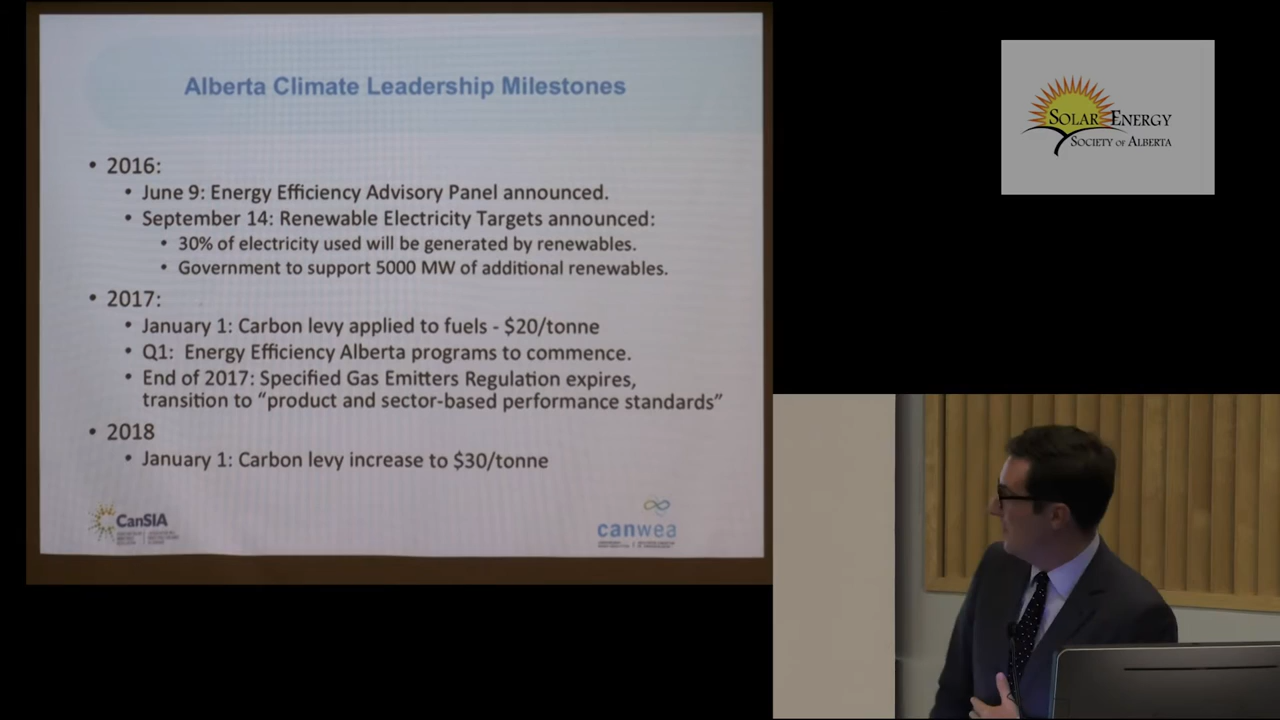 Alberta Climate Leadership Milestones
• 2016:
• June 9: Energy Efficiency Advisory Panel announced.
• September 14: Renewable Electricity Targets announced:
• 30% of electricity used will be generated by renewables.
• Government to support 5000 MW of additional renewables.
• 2017:
• January 1: Carbon levy applied to fuels - $20/tonne
• Q1: Energy Efficiency Alberta programs to commence.
• End of 2017: Specified Gas Emitters Regulation expires,
transition to “product and sector-based performance standards”
• 2018
• January 1: Carbon levy increase to $30/tonne
CanSIA
canwea
SOLAR ENERGY
SOCIETY OF ALBERTA